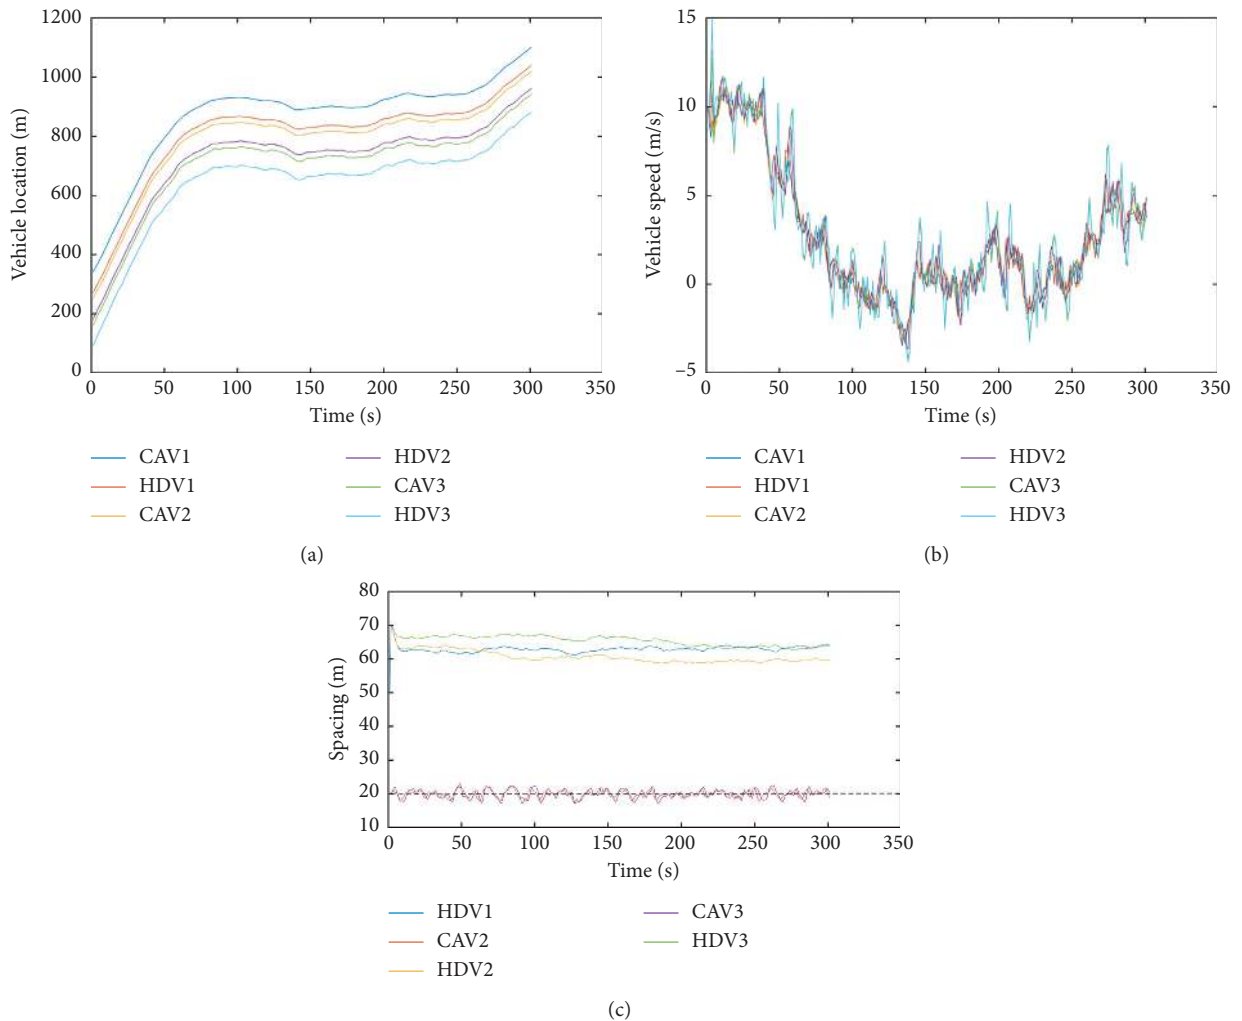 1200
1000
800
600
400
200
0
Vehicle location (m)
0 50 100 150 200 250 300 350
Time (s)
CAV1
HDV1
CAV2
HDV2
CAV3
HDV3
(a)
15
10
5
0
−5
Vehicle speed (m/s)
0 50 100 150 200 250 300 350
Time (s)
CAV1
HDV1
CAV2
HDV2
CAV3
HDV3
(b)
80
70
60
50
40
30
20
10
Spacing (m)
0 50 100 150 200 250 300 350
Time (s)
HDV1
CAV2
HDV2
CAV3
HDV3
(c)